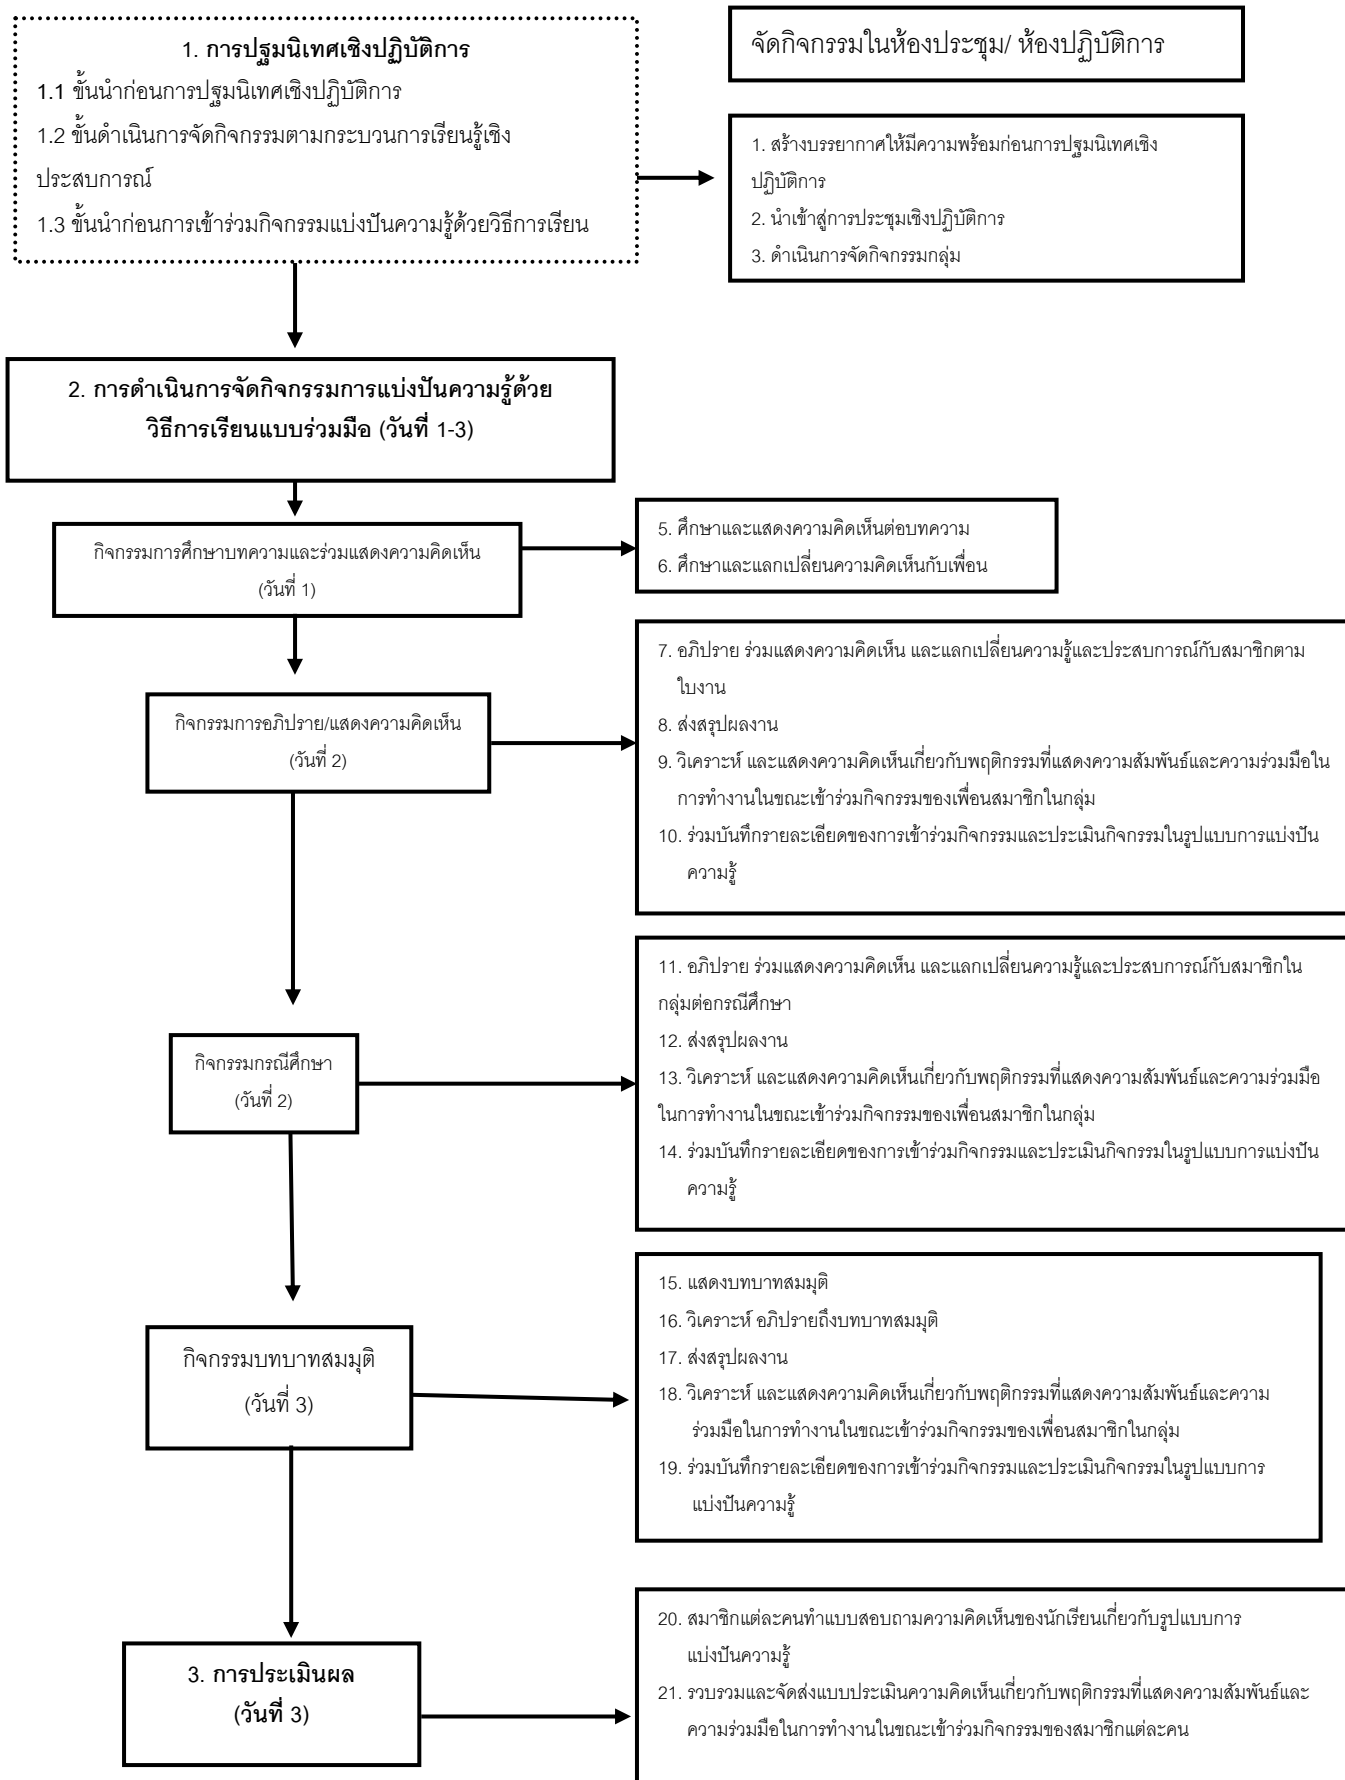 1. การปฐมนิเทศเชิงปฏิบัติการ
1.1 ขั้นนำก่อนการปฐมนิเทศเชิงปฏิบัติการ
1.2 ขั้นดำเนินการจัดกิจกรรมตามกระบวนการเรียนรู้เชิง
ประสบการณ์
1.3 ขั้นนำก่อนการเข้าร่วมกิจกรรมแบ่งปันความรู้ด้วยวิธีการเรียน
จัดกิจกรรมในห้องประชุม/ ห้องปฏิบัติการ
1. สร้างบรรยากาศให้มีความพร้อมก่อนการปฐมนิเทศเชิง
ปฏิบัติการ
2. นำเข้าสู่การประชุมเชิงปฏิบัติการ
3. ดำเนินการจัดกิจกรรมกลุ่ม
2. การดำเนินการจัดกิจกรรมการแบ่งปันความรู้ด้วย
วิธีการเรียนแบบร่วมมือ (วันที่ 1-3)
กิจกรรมการศึกษาบทความและร่วมแสดงความคิดเห็น
(วันที่ 1)
5. ศึกษาและแสดงความคิดเห็นต่อบทความ
6. ศึกษาและแลกเปลี่ยนความคิดเห็นกับเพื่อน
กิจกรรมการอภิปราย/แสดงความคิดเห็น
(วันที่ 2)
7. อภิปราย ร่วมแสดงความคิดเห็น และแลกเปลี่ยนความรู้และประสบการณ์กับสมาชิกตาม
ใบงาน
8. ส่งสรุปผลงาน
9. วิเคราะห์ และแสดงความคิดเห็นเกี่ยวกับพฤติกรรมที่แสดงความสัมพันธ์และความร่วมมือใน
การทำงานในขณะเข้าร่วมกิจกรรมของเพื่อนสมาชิกในกลุ่ม
10. ร่วมบันทึกรายละเอียดของการเข้าร่วมกิจกรรมและประเมินกิจกรรมในรูปแบบการแบ่งปัน
ความรู้
กิจกรรมกรณีศึกษา
(วันที่ 2)
11. อภิปราย ร่วมแสดงความคิดเห็น และแลกเปลี่ยนความรู้และประสบการณ์กับสมาชิกใน
กลุ่มต่อกรณีศึกษา
12. ส่งสรุปผลงาน
13. วิเคราะห์ และแสดงความคิดเห็นเกี่ยวกับพฤติกรรมที่แสดงความสัมพันธ์และความร่วมมือ
ในการทำงานในขณะเข้าร่วมกิจกรรมของเพื่อนสมาชิกในกลุ่ม
14. ร่วมบันทึกรายละเอียดของการเข้าร่วมกิจกรรมและประเมินกิจกรรมในรูปแบบการแบ่งปัน
ความรู้
กิจกรรมบทบาทสมมุติ
(วันที่ 3)
15. แสดงบทบาทสมมุติ
16. วิเคราะห์ อภิปรายถึงบทบาทสมมุติ
17. ส่งสรุปผลงาน
18. วิเคราะห์ และแสดงความคิดเห็นเกี่ยวกับพฤติกรรมที่แสดงความสัมพันธ์และความ
ร่วมมือในการทำงานในขณะเข้าร่วมกิจกรรมของเพื่อนสมาชิกในกลุ่ม
19. ร่วมบันทึกรายละเอียดของการเข้าร่วมกิจกรรมและประเมินกิจกรรมในรูปแบบการ
แบ่งปันความรู้
3. การประเมินผล
(วันที่ 3)
20. สมาชิกแต่ละคนทำแบบสอบถามความคิดเห็นของนักเรียนเกี่ยวกับรูปแบบการ
แบ่งปันความรู้
21. รวบรวมและจัดส่งแบบประเมินความคิดเห็นเกี่ยวกับพฤติกรรมที่แสดงความสัมพันธ์และ
ความร่วมมือในการทำงานในขณะเข้าร่วมกิจกรรมของสมาชิกแต่ละคน